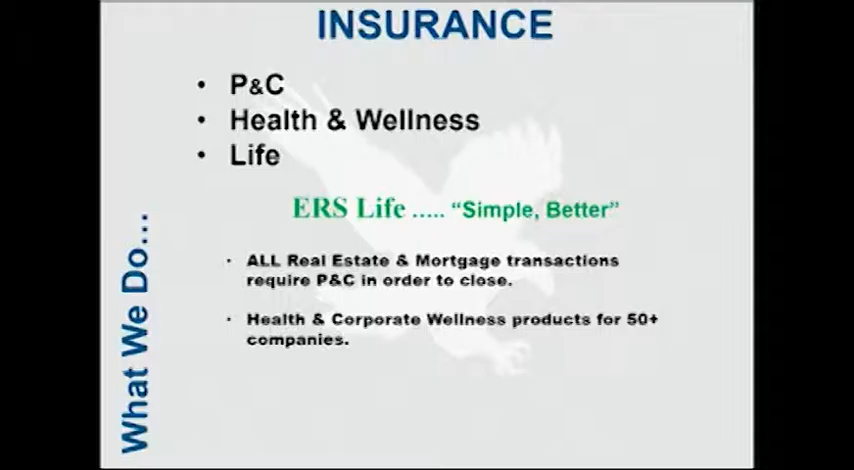 INSURANCE
• P&C
• Health & Wellness
• Life
ERS Life ..... “Simple, Better”
• ALL Real Estate & Mortgage transactions
require P&C in order to close.
• Health & Corporate Wellness products for 50+
companies.
What We Do...